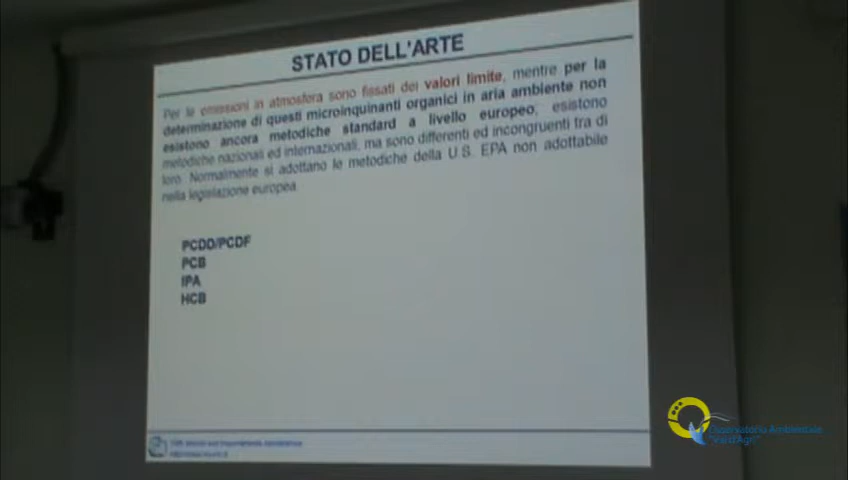 STATO DELL'ARTE
Per le emissioni in atmosfera sono fissati dei valori limite, mentre per la
determinazione di questi microinquinanti organici in aria ambiente non
esistono ancora metodiche standard a livello europeo; esistono
metodiche nazionali ed internazionali, ma sono differenti ed incongruenti tra di
loro. Normalmente si adottano le metodiche della U.S. EPA non adottabile
nella legislazione europea
PCDD/PCDF
PCB
IPA
HCB
Osservatorio Ambientale
"Val d'Agri"